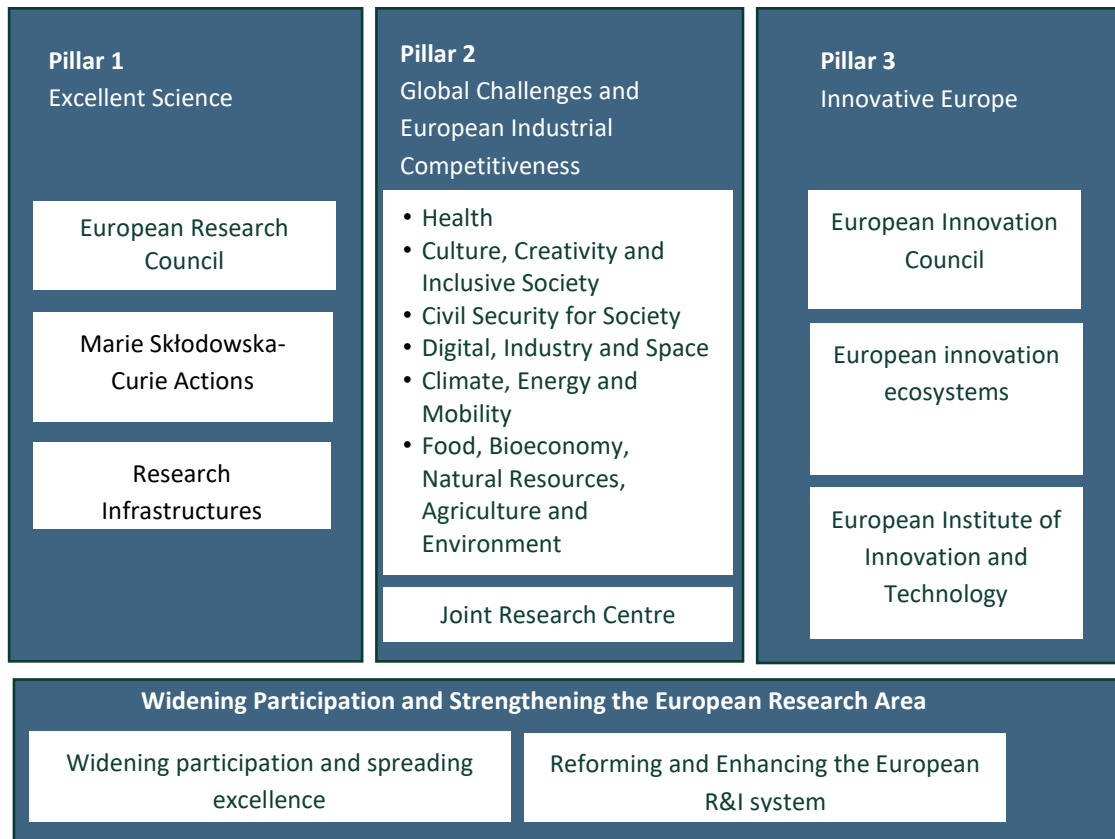 Pillar 1
Excellent Science
European Research
Council
Marie Skłodowska-
Curie Actions
Research
Infrastructures
Pillar 2
Global Challenges and
European Industrial
Competitiveness
• Health
• Culture, Creativity and
Inclusive Society
• Civil Security for Society
• Digital, Industry and Space
• Climate, Energy and
Mobility
• Food, Bioeconomy,
Natural Resources,
Agriculture and
Environment
Joint Research Centre
Pillar 3
Innovative Europe
European Innovation
Council
European innovation
ecosystems
European Institute of
Innovation and
Technology
Widening Participation and Strengthening the European Research Area
Widening participation and spreading
excellence
Reforming and Enhancing the European
R&I system